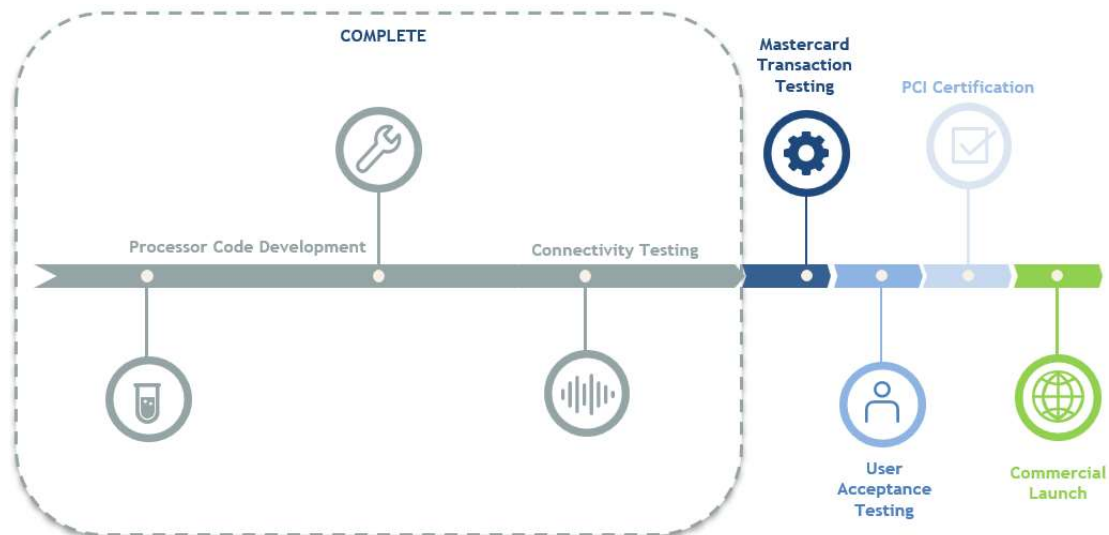 COMPLETE
Mastercard
Transaction
Testing
PCI Certification
Processor Code Development
Connectivity Testing
User
Acceptance
Testing
Commercial
Launch